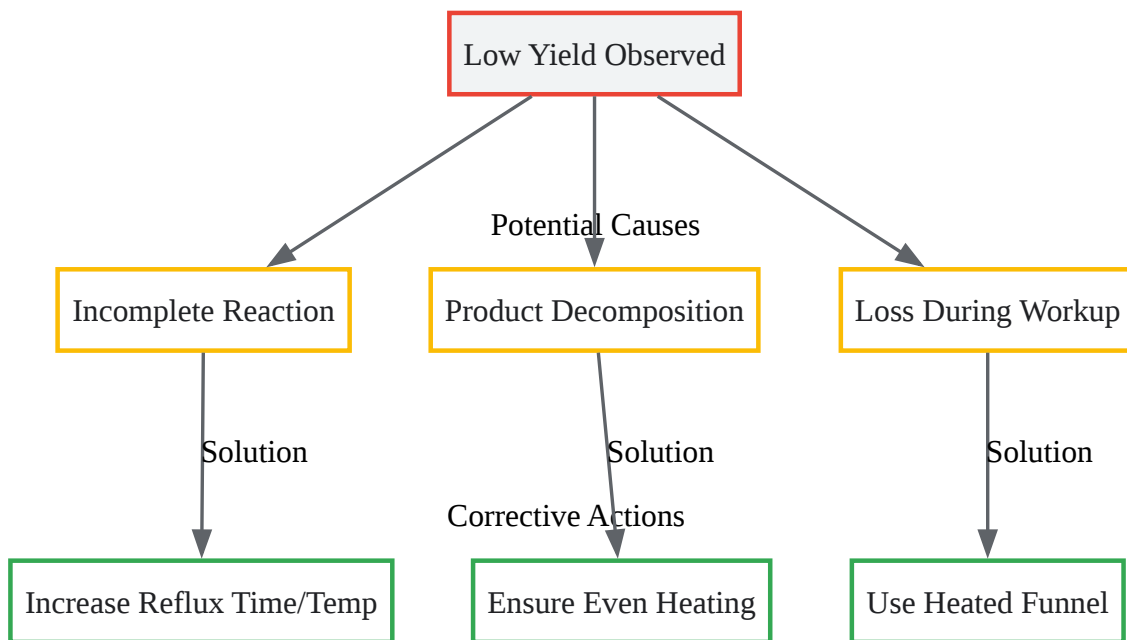 Low Yield Observed
Potential Causes
Incomplete Reaction
Product Decomposition
Loss During Workup
Solution
Solution
Solution
Corrective Actions
Increase Reflux Time/Temp
Ensure Even Heating
Use Heated Funnel